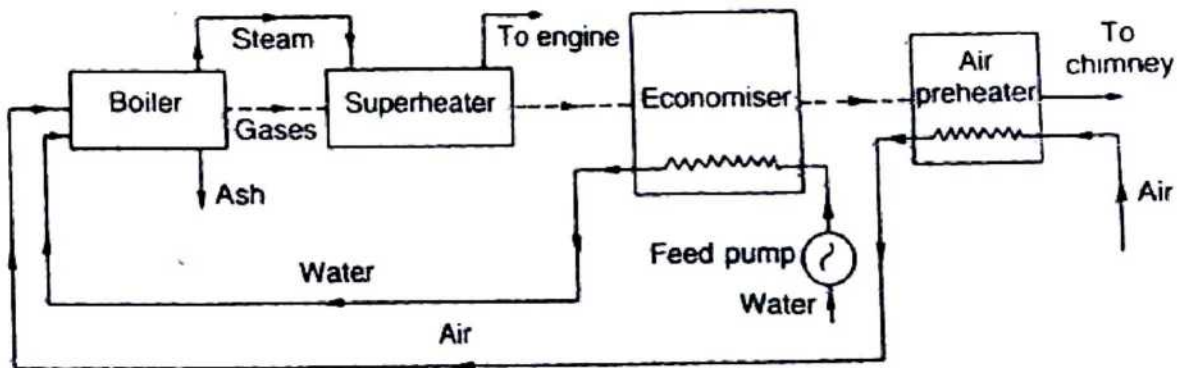 Steam
To engine
Boiler
Gases
Superheater
Economiser
Air
preheater
To
chimney
Ash
Air
Feed pump
Water
Water
Air